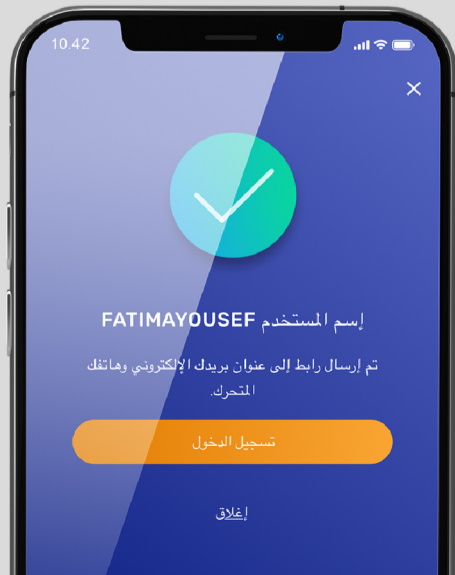 10.42
إسم المستخدم FATIMAYOUSEF
تم إرسال رابط إلى عنوان بريدك الإلكتروني وهاتفك
المتحرك.
تسجيل الدخول
إغلاق